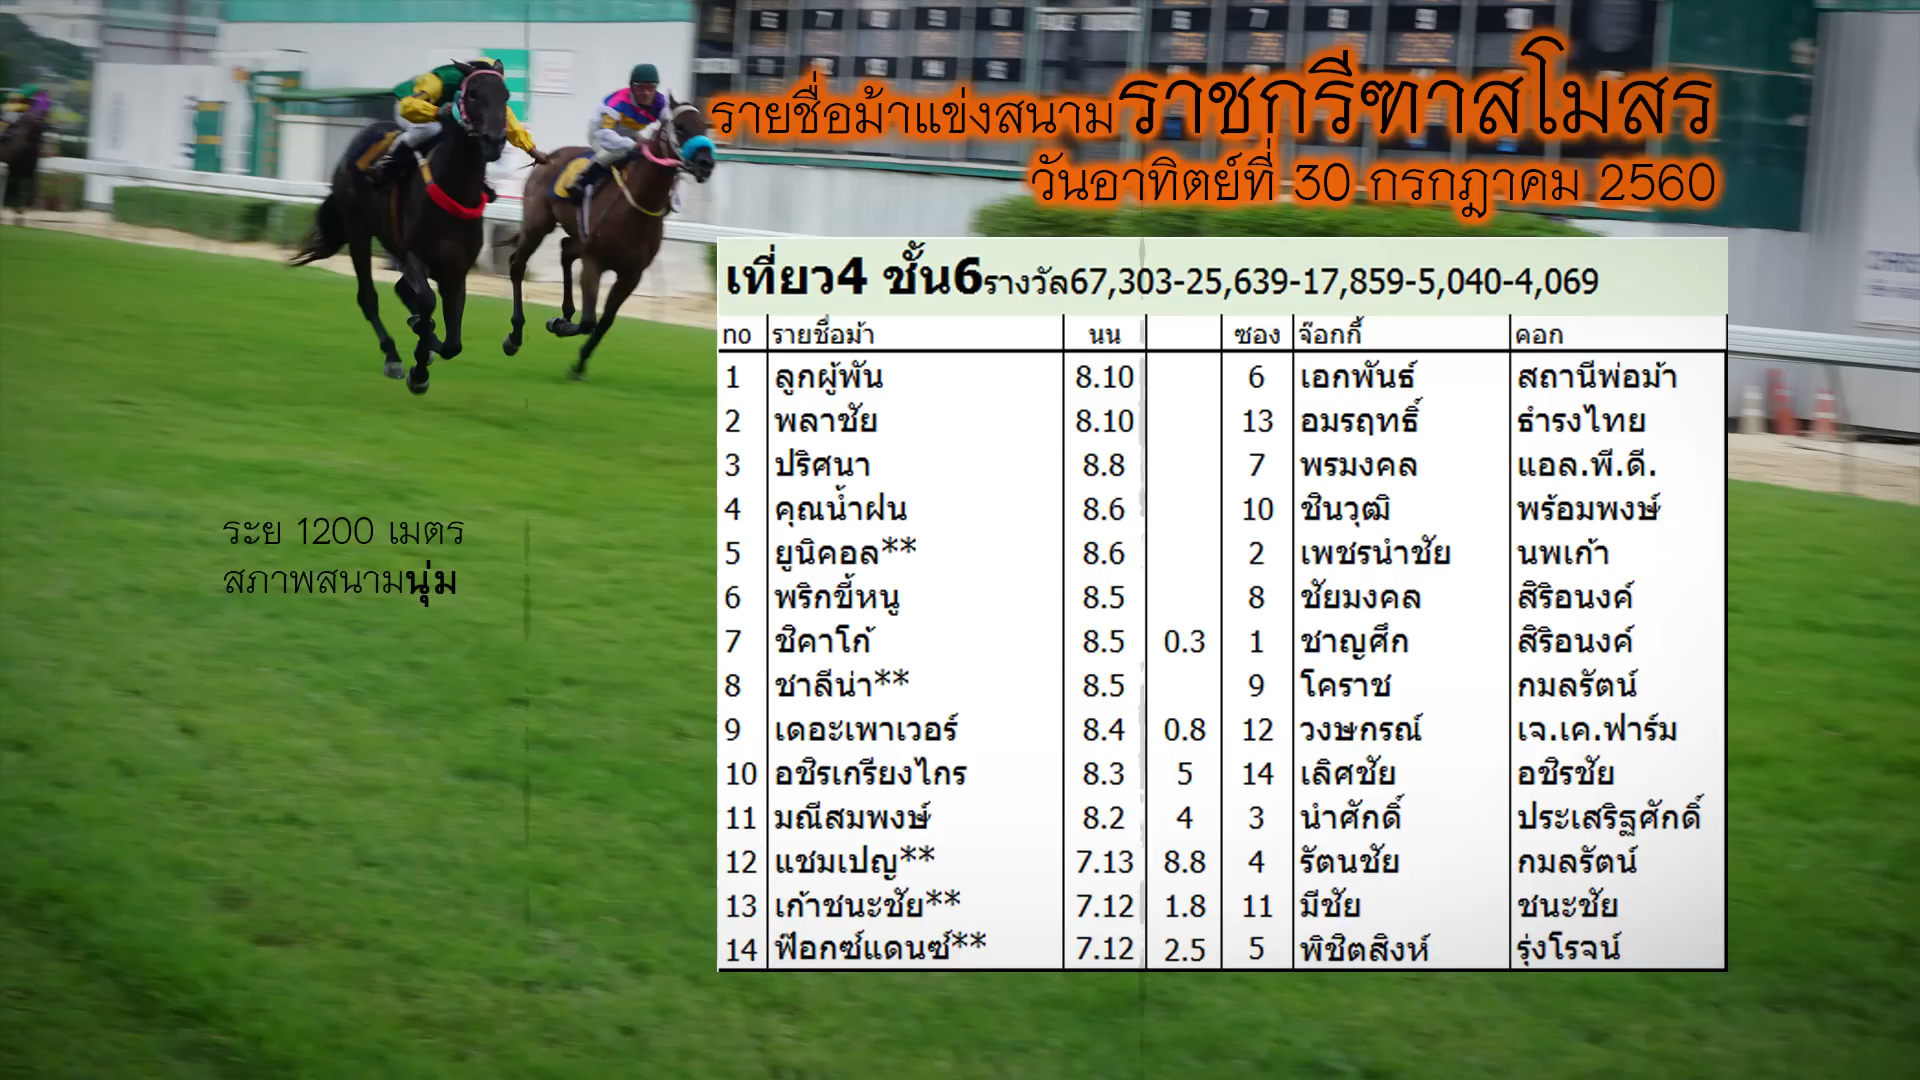 รายชื่อม้าแข่งสนามราชกรีฑาสโมสร
วันอาทิตย์ที่ 30 กรกฎาคม 2560
เที่ยว4 ชั้น6รางวัล67,303-25,639-17,859-5,040-4,069
no รายชื่อม้า นน ซอง จ๊อกกี้ คอก
1 ลูกผู้พัน 8.10 6 เอกพันธ์ สถานีพ่อม้า
2 พลาชัย 8.10 13 อมรฤทธิ์ ธำรงไทย
3 ปริศนา 8.8 7 พรมงคล แอล.พี.ดี.
4 คุณน้ำฝน 8.6 10 ชินวุฒิ พร้อมพงษ์
5 ยูนิคอล** 8.6 2 เพชรนำชัย นพเก้า
6 พริกขี้หนู 8.5 8 ชัยมงคล สิริอนงค์
7 ชิคาโก้ 8.5 0.3 1 ชาญศึก สิริอนงค์
8 ชาลีน่า** 8.5 9 โคราช กมลรัตน์
9 เดอะเพาเวอร์ 8.4 0.8 12 วงษกรณ์ เจ.เค.ฟาร์ม
10 อชิรเกรียงไกร 8.3 5 14 เลิศชัย อชิรชัย
11 มณีสมพงษ์ 8.2 4 3 นำศักดิ์ ประเสริฐศักดิ์
12 แชมเปญ** 7.13 8.8 4 รัตนชัย กมลรัตน์
13 เก้าชนะชัย** 7.12 1.8 11 มีชัย ชนะชัย
14 ฟ๊อกซ์แดนซ์** 7.12 2.5 5 พิชิตสิงห์ รุ่งโรจน์
ระย 1200 เมตร
สภาพสนามนุ่ม